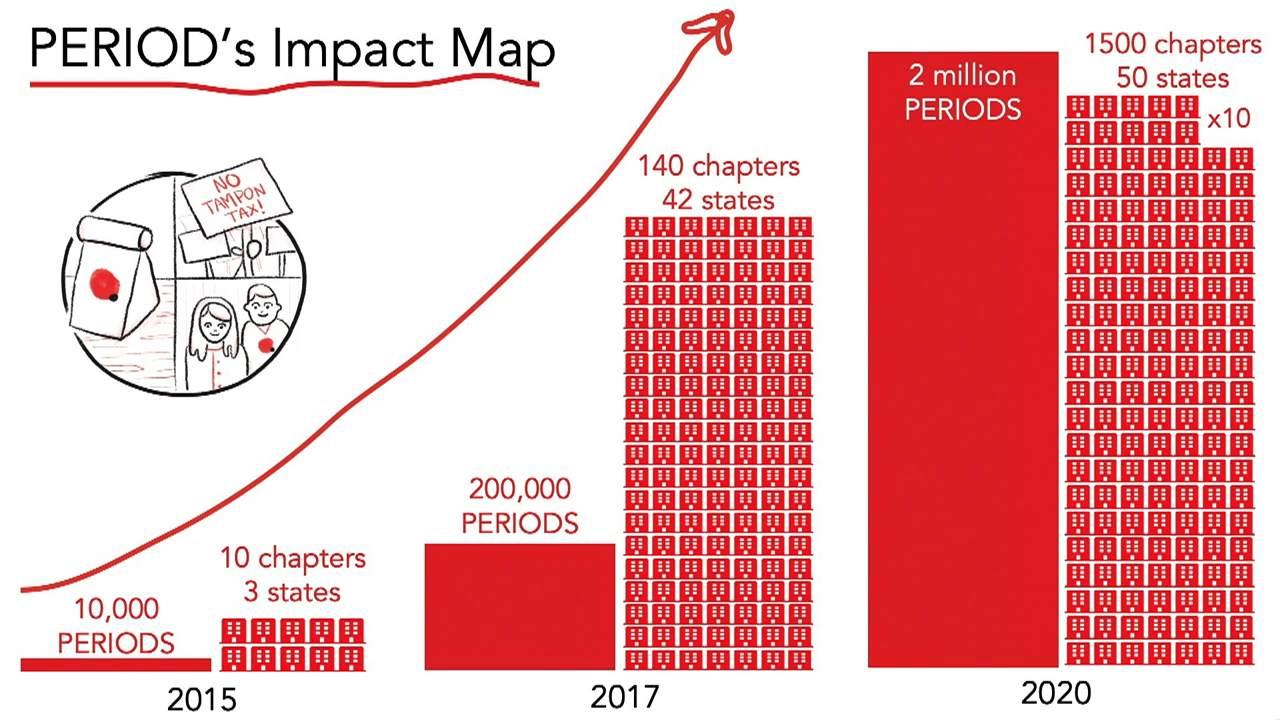 PERIOD's Impact Map
NO
TAMPON
TAX!
10,000
PERIODS
10 chapters
3 states
2015
200,000
PERIODS
140 chapters
42 states
2017
2 million
PERIODS
1500 chapters
50 states
x10
2020